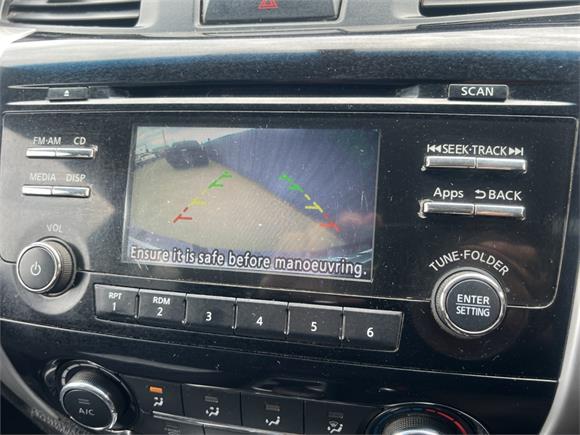 SCAN
FM·AM CD
MEDIA DISP
VOL
SEEK·TRACK
Apps BACK
TUNE·FOLDER
ENTER
SETTING
Ensure it is safe before manoeuvring.
RPT
1
RDM
2
3
4
5
6
A/C